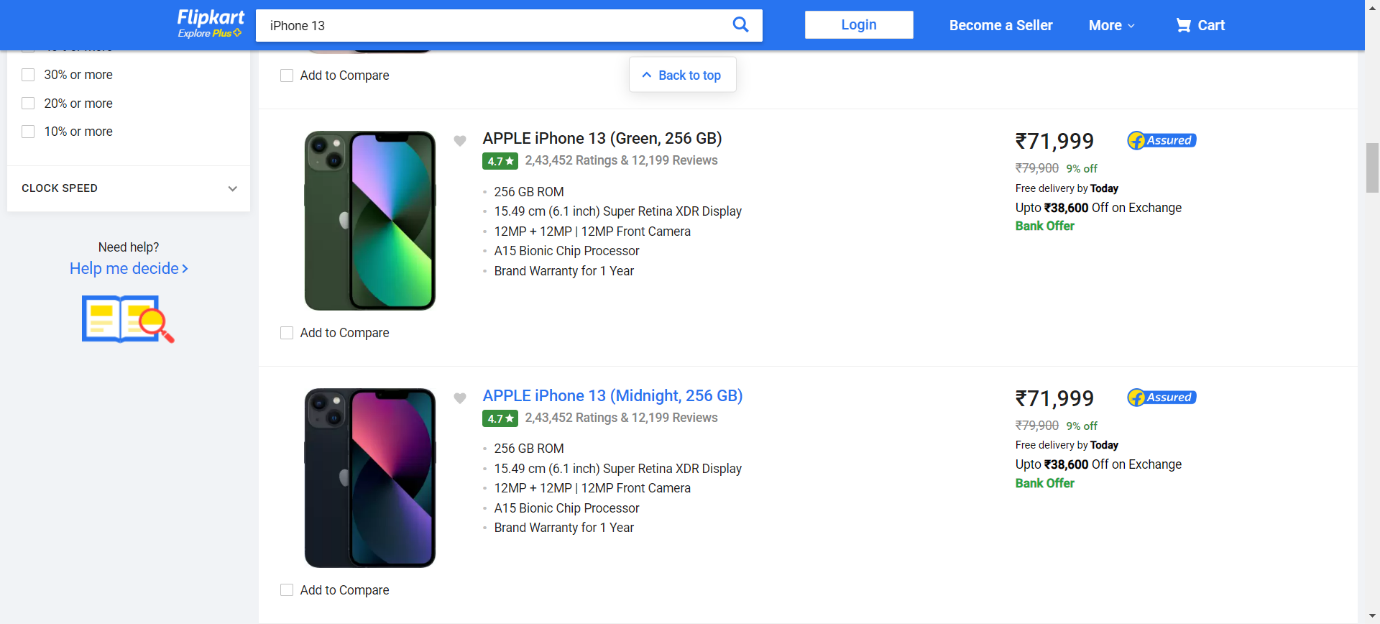 Flipkart
Explore Plus
iPhone 13
Login
Become a Seller
More
Cart
30% or more
20% or more
10% or more
CLOCK SPEED
Need help?
Help me decide
Add to Compare
Back to top
APPLE iPhone 13 (Green, 256 GB)
4.7★ 2,43,452 Ratings & 12,199 Reviews
256 GB ROM
15.49 cm (6.1 inch) Super Retina XDR Display
12MP + 12MP | 12MP Front Camera
A15 Bionic Chip Processor
Brand Warranty for 1 Year
₹71,999
Assured
₹79,900 9% off
Free delivery by Today
Upto ₹38,600 Off on Exchange
Bank Offer
Add to Compare
APPLE iPhone 13 (Midnight, 256 GB)
4.7★ 2,43,452 Ratings & 12,199 Reviews
256 GB ROM
15.49 cm (6.1 inch) Super Retina XDR Display
12MP + 12MP | 12MP Front Camera
A15 Bionic Chip Processor
Brand Warranty for 1 Year
₹71,999
Assured
₹79,900 9% off
Free delivery by Today
Upto ₹38,600 Off on Exchange
Bank Offer
Add to Compare